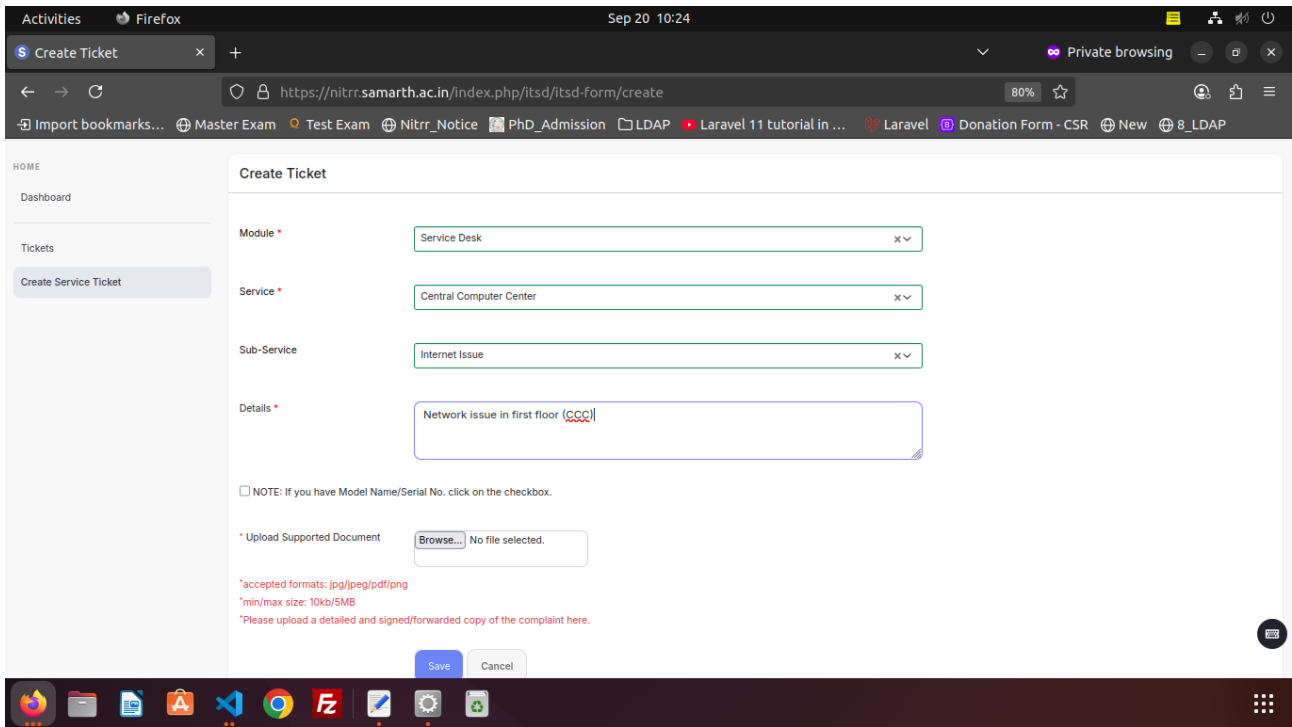 Activities Firefox Sep 20 10:24
S Create Ticket × + Private browsing
https://nitrr.samarth.ac.in/index.php/itsd/itsd-form/create 80%
Import bookmarks... Master Exam Test Exam Nitrr_Notice PhD_Admission LDAP Laravel 11 tutorial in ... Laravel Donation Form - CSR New 8_LDAP
HOME
Dashboard
Tickets
Create Service Ticket
Create Ticket
Module * Service Desk
Service * Central Computer Center
Sub-Service Internet Issue
Details * Network issue in first floor (CCC)
NOTE: If you have Model Name/Serial No. click on the checkbox.
* Upload Supported Document Browse... No file selected.
*accepted formats: jpg/jpeg/pdf/png
*min/max size: 10kb/5MB
*Please upload a detailed and signed/forwarded copy of the complaint here.
Save Cancel